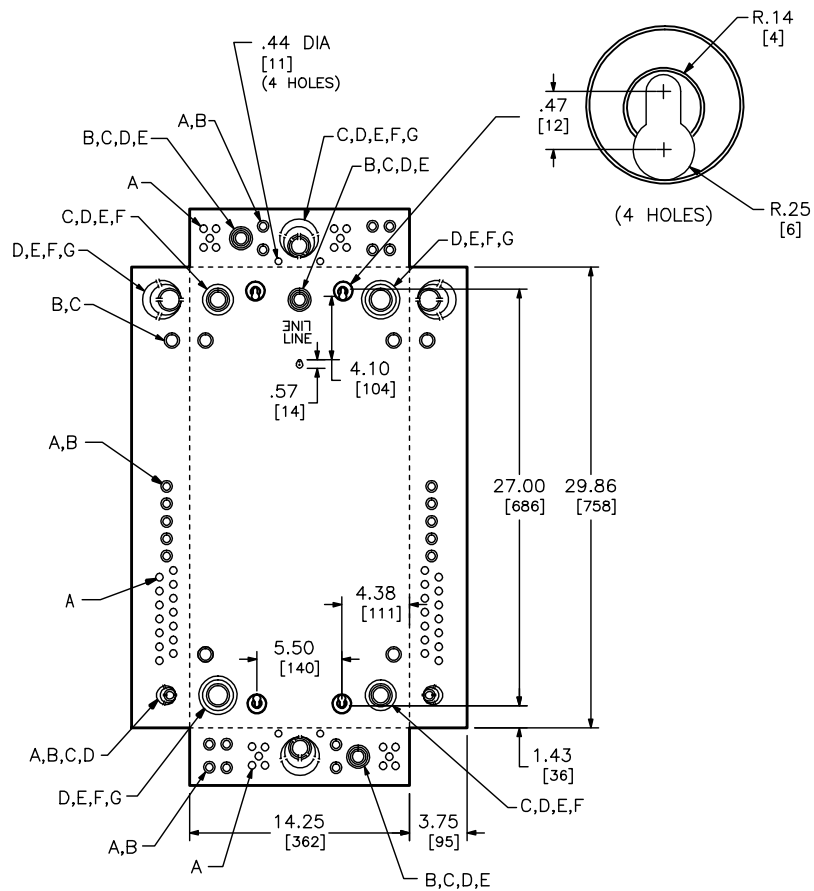 .44 DIA
[11]
(4 HOLES)
R.14
[4]
.47
[12]
R.25
[6]
(4 HOLES)
A,B
C,D,E,F,G
B,C,D,E
B,C,D,E
A
C,D,E,F
D,E,F,G
D,E,F,G
B,C
LINE
LINE
4.10
[104]
.57
[14]
A,B
27.00
[686]
29.86
[758]
A
4.38
[111]
5.50
[140]
A,B,C,D
1.43
[36]
D,E,F,G
C,D,E,F
A,B
14.25
[362]
3.75
[95]
A
B,C,D,E